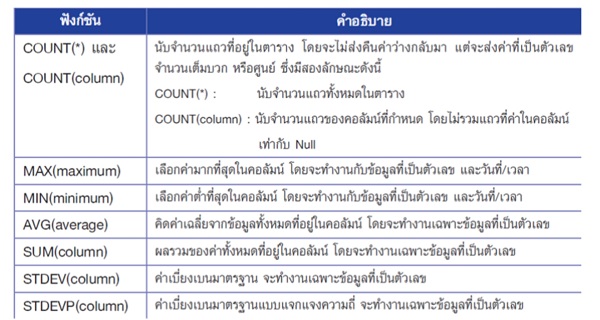 ฟังก์ชัน คำอธิบาย
COUNT(*) และ นับจำนวนแถวที่อยู่ในตาราง โดยจะไม่ส่งคืนค่าว่างกลับมา แต่จะส่งค่าที่เป็นตัวเลข
COUNT(column) จำนวนเต็มบวก หรือศูนย์ ซึ่งมีสองลักษณะดังนี้
COUNT(*) : นับจำนวนแถวทั้งหมดในตาราง
COUNT(column) : นับจำนวนแถวของคอลัมน์ที่กำหนด โดยไม่รวมแถวที่ค่าในคอลัมน์
เท่ากับ Null
MAX(maximum) เลือกค่ามากที่สุดในคอลัมน์ โดยจะทำงานกับข้อมูลที่เป็นตัวเลข และวันที่/เวลา
MIN(minimum) เลือกค่าต่ำที่สุดในคอลัมน์ โดยจะทำงานกับข้อมูลที่เป็นตัวเลข และวันที่/เวลา
AVG(average) คิดค่าเฉลี่ยจากข้อมูลทั้งหมดที่อยู่ในคอลัมน์ โดยจะทำงานเฉพาะข้อมูลที่เป็นตัวเลข
SUM(column) ผลรวมของค่าทั้งหมดที่อยู่ในคอลัมน์ โดยจะทำงานเฉพาะข้อมูลที่เป็นตัวเลข
STDEV(column) ค่าเบี่ยงเบนมาตรฐาน จะทำงานเฉพาะข้อมูลที่เป็นตัวเลข
STDEVP(column) ค่าเบี่ยงเบนมาตรฐานแบบแจกแจงความถี่ จะทำงานเฉพาะข้อมูลที่เป็นตัวเลข